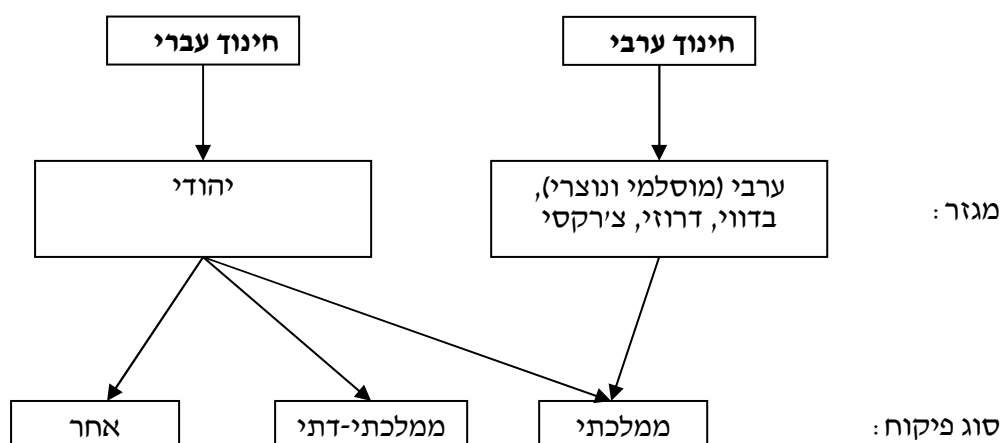 חינוך ערבי
חינוך עברי
מגזר:
ערבי (מוסלמי ונוצרי),
בדווי, דרוזי, צ'רקסי
יהודי
סוג פיקוח:
ממלכתי
ממלכתי-דתי
אחר